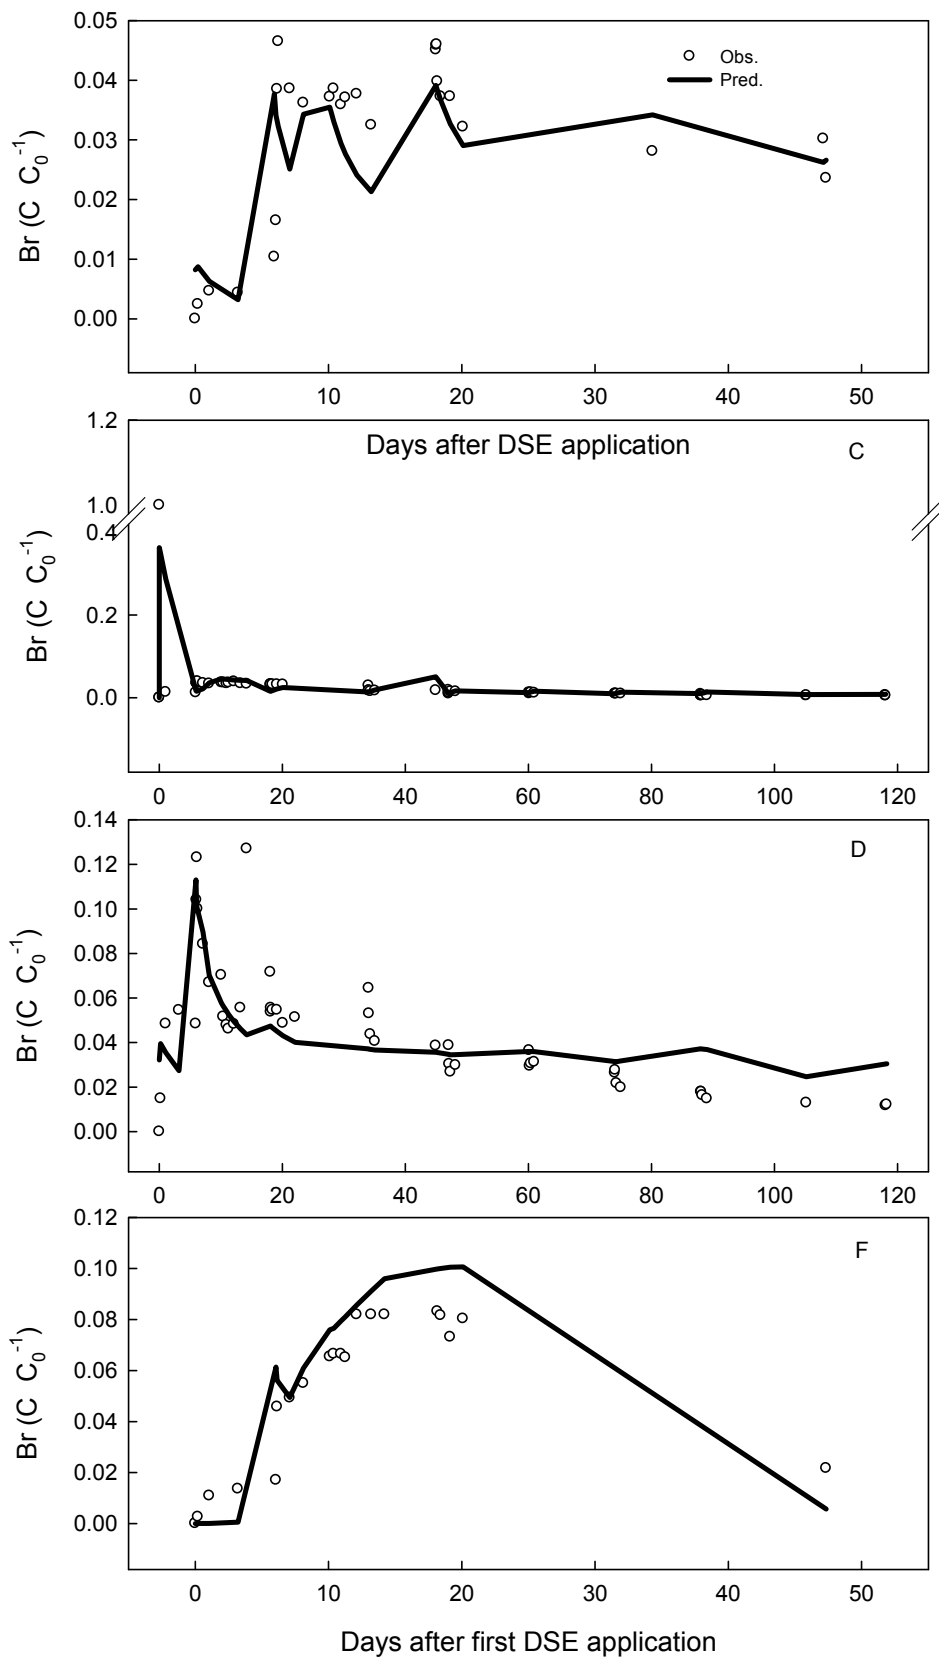 0.05
0.04
0.03
0.02
0.01
0.00
Br (C C₀⁻¹)
Obs.
Pred.
0 10 20 30 40 50
Days after DSE application
C
1.2
1.0
0.4
0.2
0.0
Br (C C₀⁻¹)
0 20 40 60 80 100 120
D
0.14
0.12
0.10
0.08
0.06
0.04
0.02
0.00
Br (C C₀⁻¹)
0 20 40 60 80 100 120
F
0.12
0.10
0.08
0.06
0.04
0.02
0.00
Br (C C₀⁻¹)
0 10 20 30 40 50
Days after first DSE application